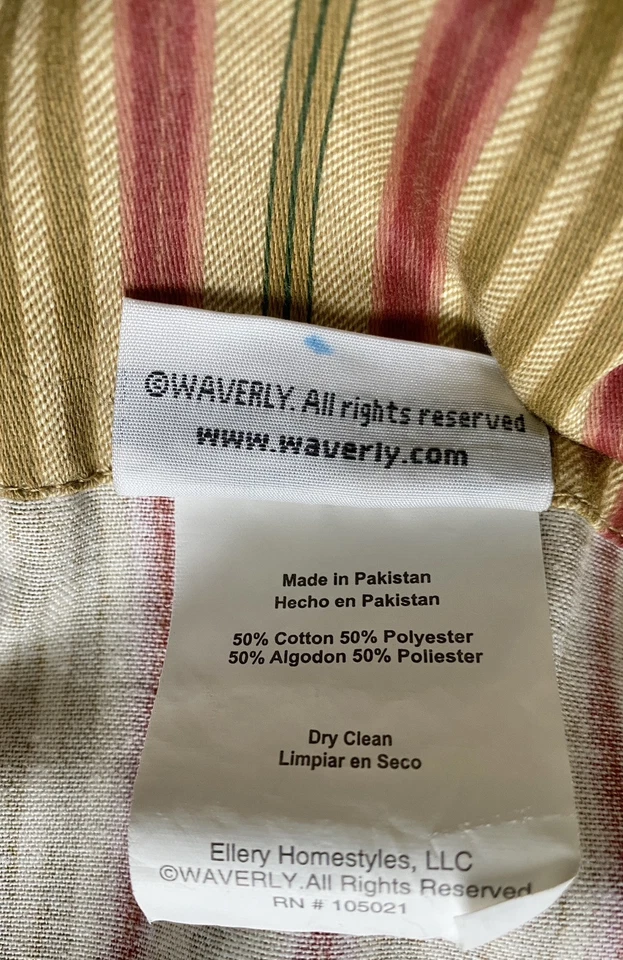 ©WAVERLY. All rights reserved
www.waverly.com
Made in Pakistan
Hecho en Pakistan
50% Cotton 50% Polyester
50% Algodon 50% Poliester
Dry Clean
Limpiar en Seco
Ellery Homestyles, LLC
©WAVERLY.All Rights Reserved
RN # 105021